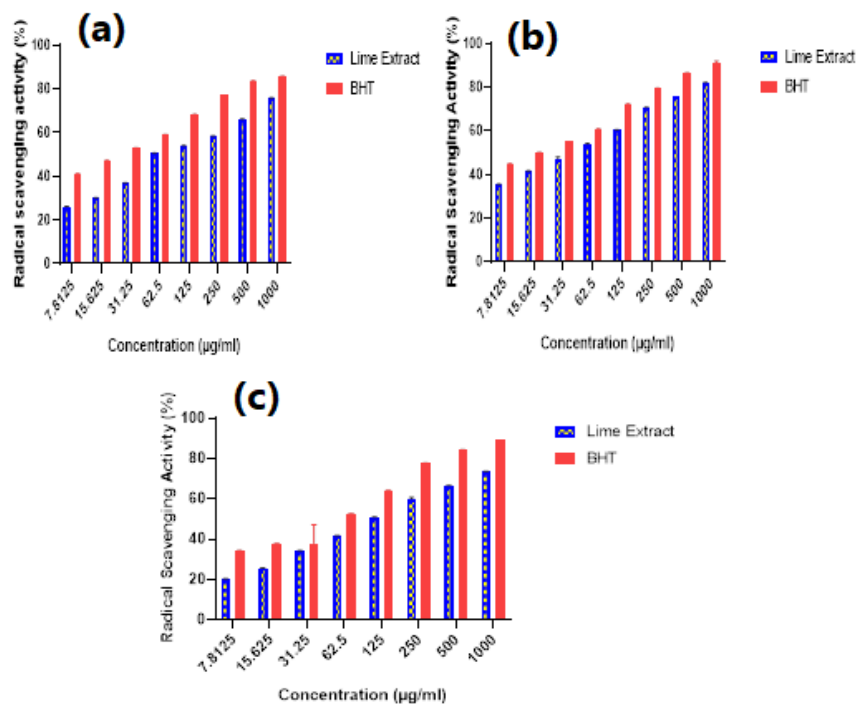 (a)
Radical scavenging activity (%)
100
80
60
40
20
0
7.8125
15.625
31.25
62.5
125
250
500
1000
Concentration (µg/ml)
Lime Extract
BHT
(b)
Radical Scavenging Activity (%)
100
80
60
40
20
0
7.8125
15.625
31.25
62.5
125
250
500
1000
Concentration (µg/ml)
Lime Extract
BHT
(c)
Radical Scavenging Activity (%)
100
80
60
40
20
0
7.8125
15.625
31.25
62.5
125
250
500
1000
Concentration (µg/ml)
Lime Extract
BHT